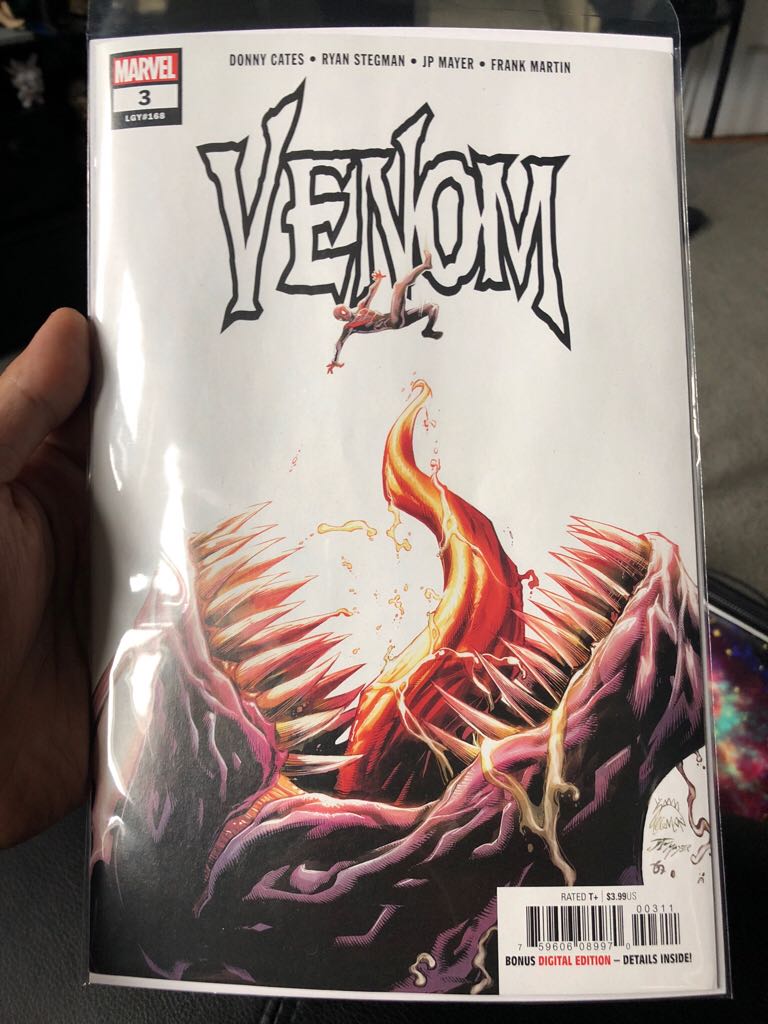 DONNY CATES • RYAN STEGMAN • JP MAYER • FRANK MARTIN
MARVEL
3
LGY#168
VENOM
RATED T+ | $3.99US
00311
7 59606 08997 0
BONUS DIGITAL EDITION – DETAILS INSIDE!